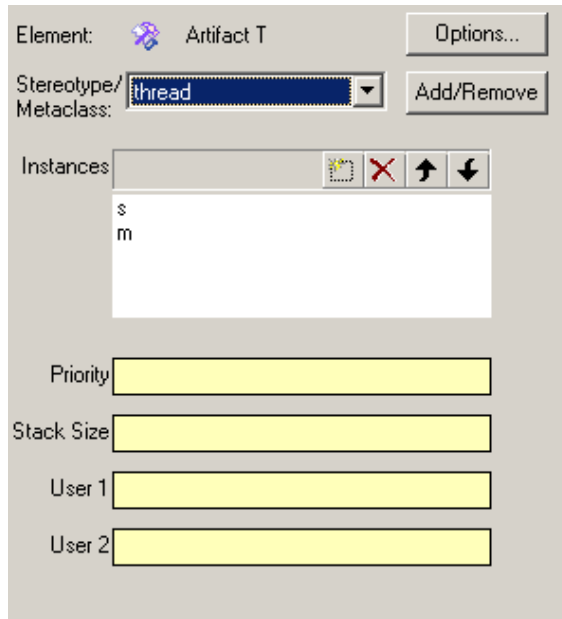 Element: Artifact T Options...
Stereotype/
Metaclass: thread Add/Remove
Instances
s
m
Priority
Stack Size
User 1
User 2